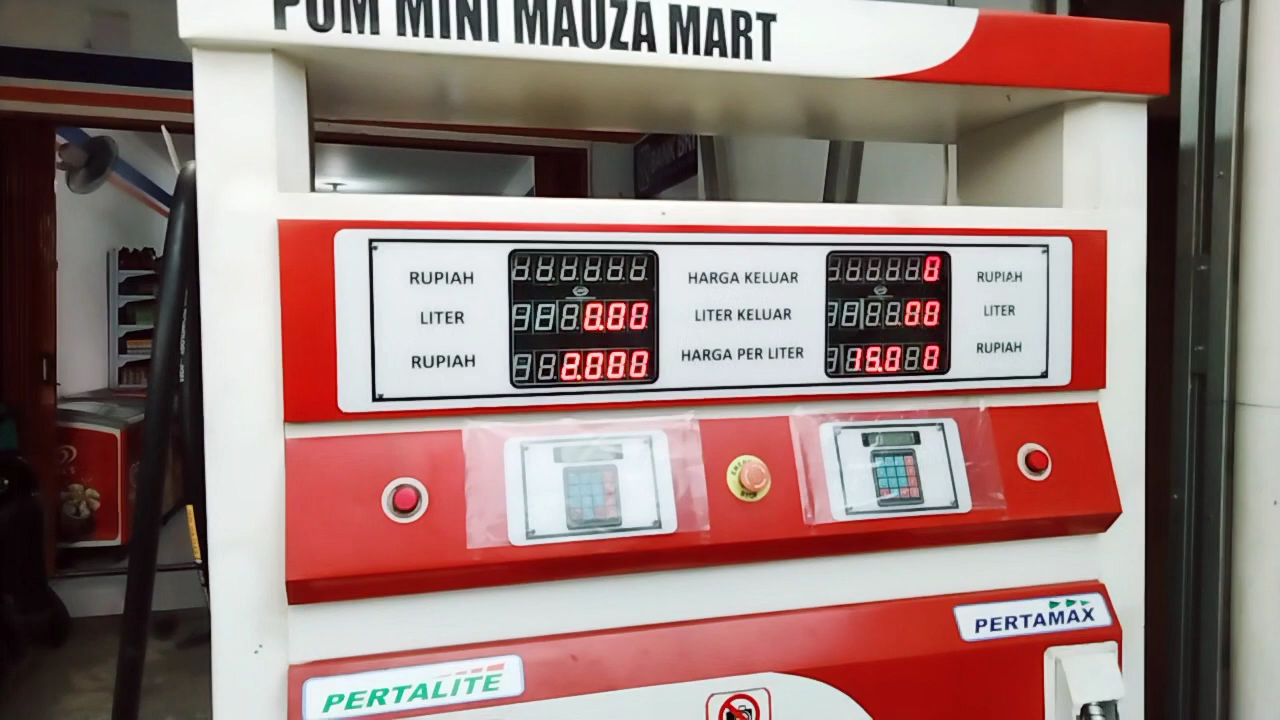 POM MINI MAUZA MART
RUPIAH HARGA KELUAR RUPIAH
LITER LITER KELUAR LITER
RUPIAH HARGA PER LITER RUPIAH
PERTALITE
PERTAMAX